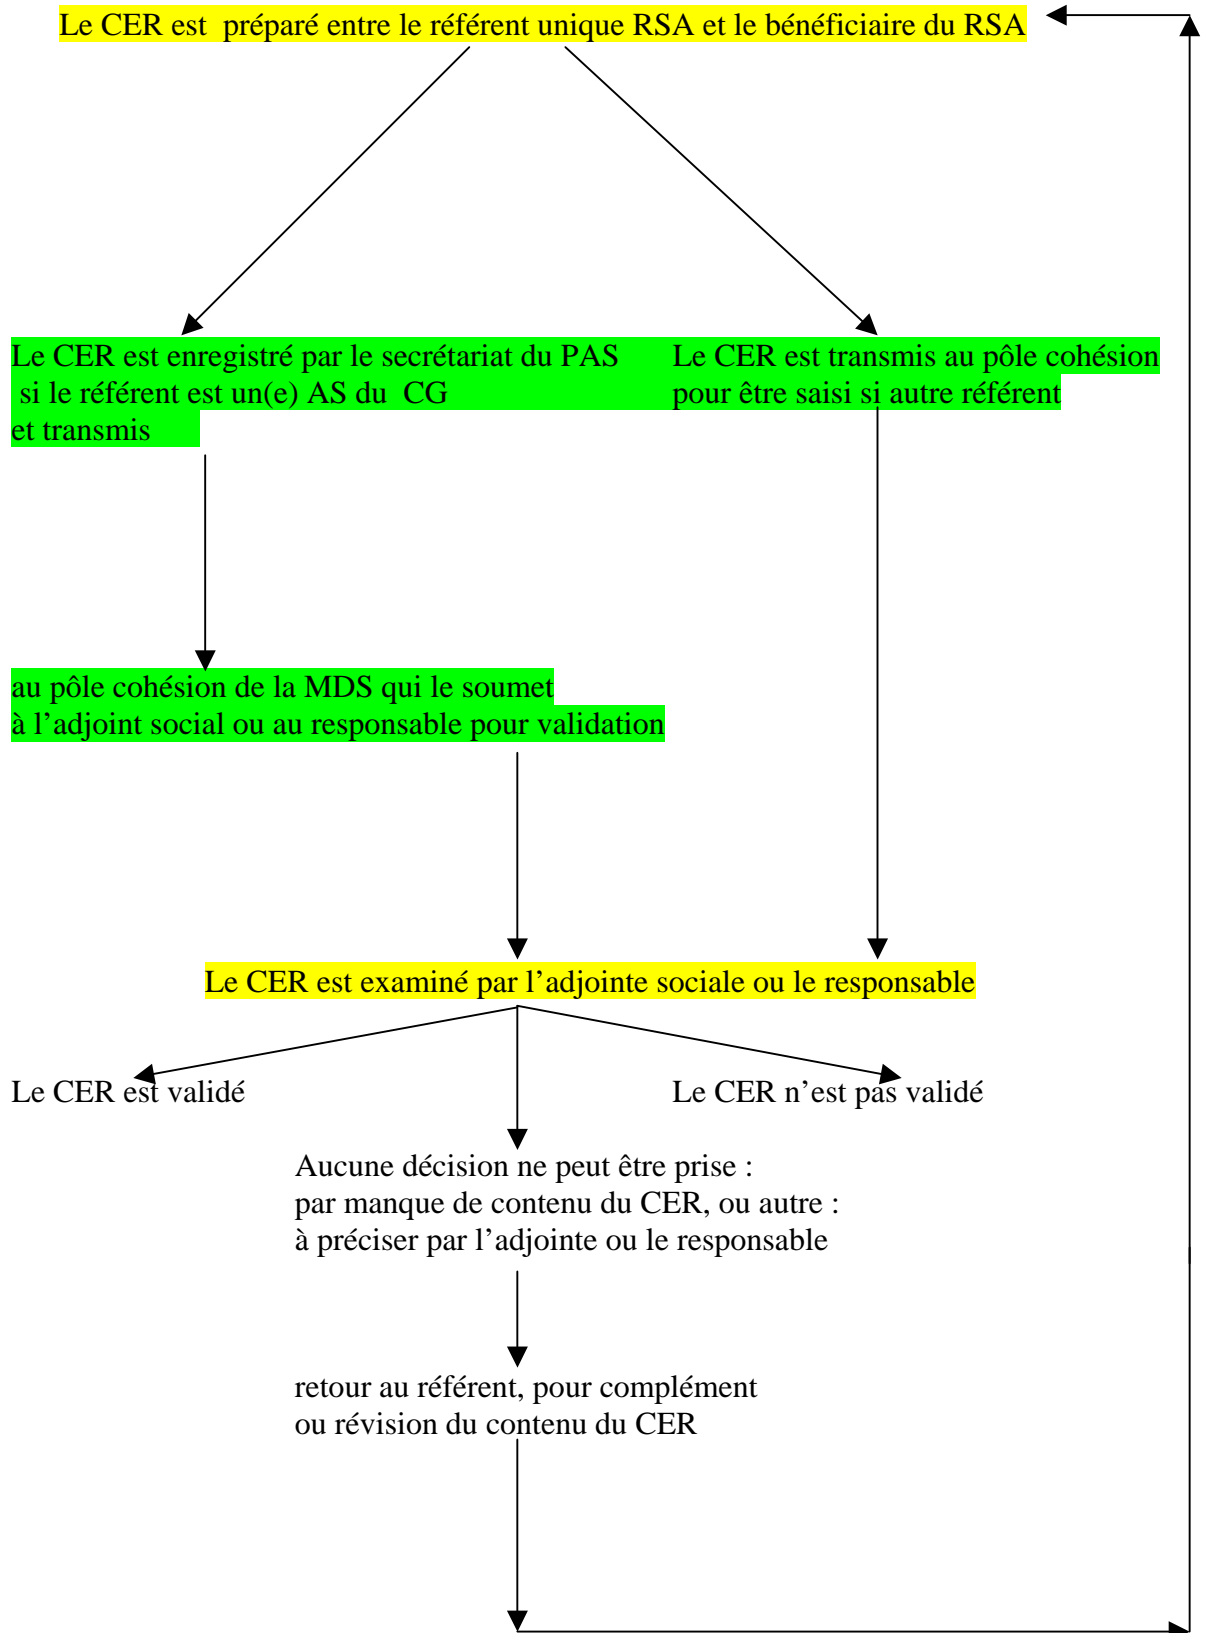 Le CER est  préparé entre le référent unique RSA et le bénéficiaire du RSA
Le CER est enregistré par le secrétariat du PAS
si le référent est un(e) AS du  CG
et transmis
Le CER est transmis au pôle cohésion
pour être saisi si autre référent
au pôle cohésion de la MDS qui le soumet
à l’adjoint social ou au responsable pour validation
Le CER est examiné par l’adjointe sociale ou le responsable
Le CER est validé
Le CER n’est pas validé
Aucune décision ne peut être prise :
par manque de contenu du CER, ou autre :
à préciser par l’adjointe ou le responsable
retour au référent, pour complément
ou révision du contenu du CER